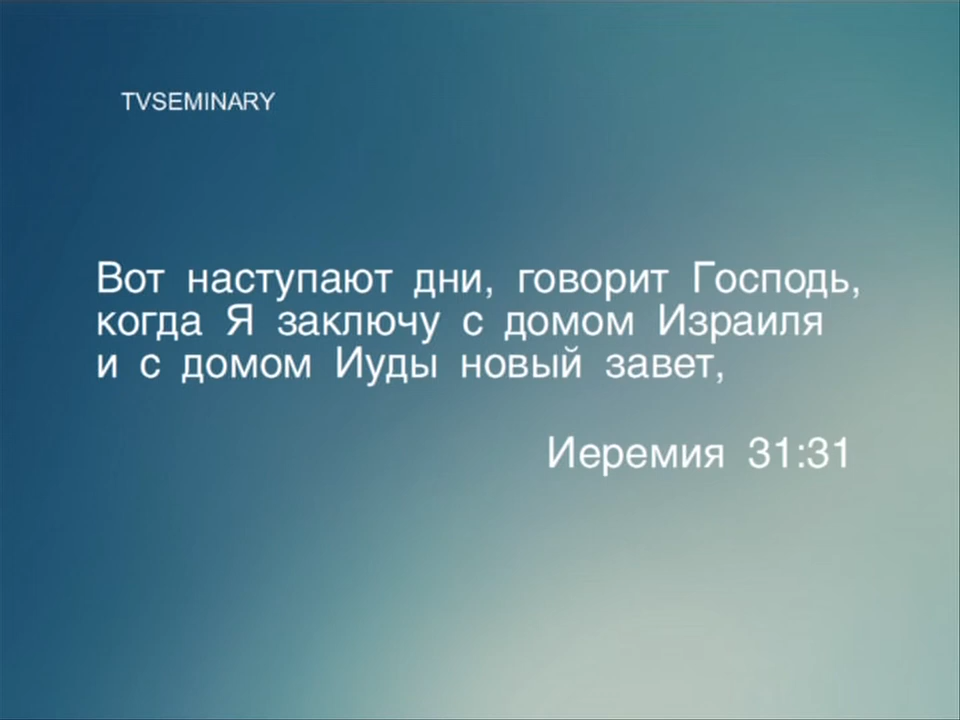 TVSEMINARY
Вот наступают дни, говорит Господь,
когда Я заключу с домом Израиля
и с домом Иуды новый завет,
Иеремия 31:31